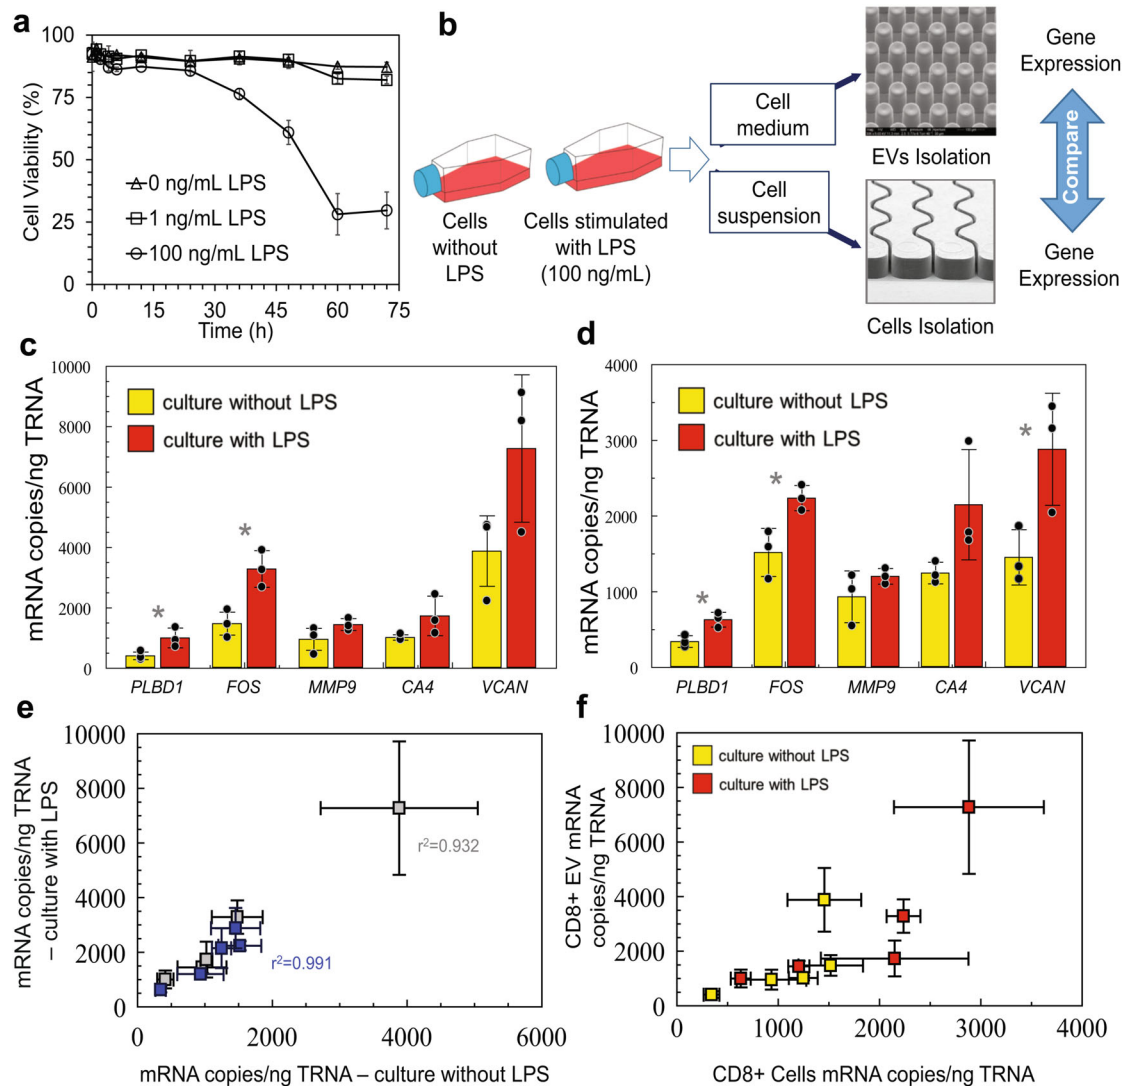 a
Cell Viability (%)
100
75
50
25
0
0 ng/mL LPS
1 ng/mL LPS
100 ng/mL LPS
0 12 24 36 48 60 75
Time (h)
b
Cells
without
LPS
Cells stimulated
with LPS
(100 ng/mL)
Cell
medium
Cell
suspension
EVs Isolation
Cells Isolation
Gene
Expression
Compare
Gene
Expression
c
mRNA copies/ng TRNA
10000
8000
6000
4000
2000
0
culture without LPS
culture with LPS
*
*
PLBD1 FOS MMP9 CA4 VCAN
d
mRNA copies/ng TRNA
4000
3000
2000
1000
0
culture without LPS
culture with LPS
*
*
*
PLBD1 FOS MMP9 CA4 VCAN
e
mRNA copies/ng TRNA
– culture with LPS
10000
8000
6000
4000
2000
0
r²=0.932
r²=0.991
0 2000 4000 6000
mRNA copies/ng TRNA – culture without LPS
f
CD8+ EV mRNA
copies/ng TRNA
10000
8000
6000
4000
2000
0
culture without LPS
culture with LPS
0 1000 2000 3000 4000
CD8+ Cells mRNA copies/ng TRNA